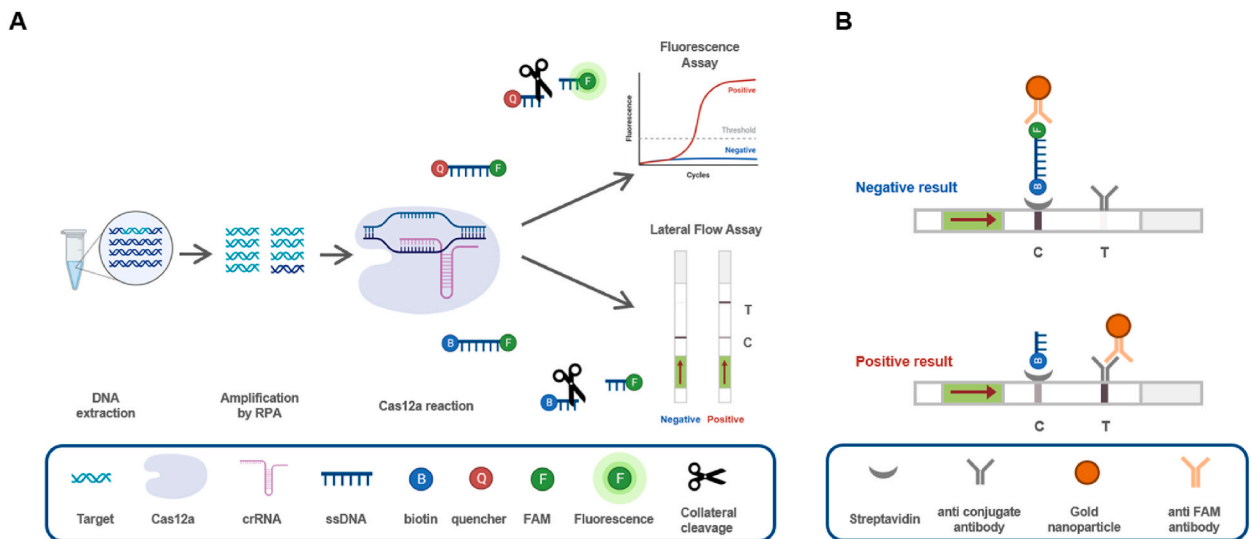 A
B
Fluorescence
Assay
Q
F
Fluorescence
Positive
Threshold
Negative
Cycles
Q
F
Lateral Flow Assay
T
C
B
F
B
F
Negative
Positive
DNA
extraction
Amplification
by RPA
Cas12a reaction
B
Q
F
F
Target
Cas12a
crRNA
ssDNA
biotin
quencher
FAM
Fluorescence
Collateral
cleavage
F
B
Negative result
C
T
B
Positive result
C
T
Streptavidin
anti conjugate
antibody
Gold
nanoparticle
anti FAM
antibody